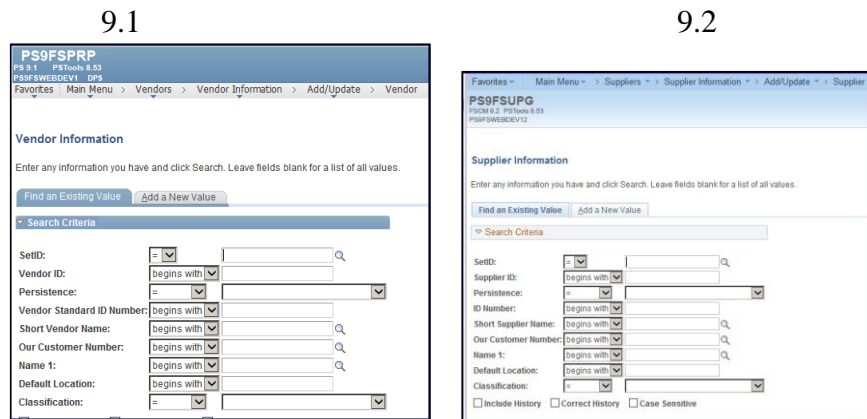 9.1
9.2
PS9FSPRP
PS 9.1 PSTools 8.53
PS9FSWEBDEV1 DPS
Favorites Main Menu > Vendors > Vendor Information > Add/Update > Vendor
Vendor Information
Enter any information you have and click Search. Leave fields blank for a list of all values.
Find an Existing Value Add a New Value
Search Criteria
SetID: =
Vendor ID: begins with
Persistence: =
Vendor Standard ID Number: begins with
Short Vendor Name: begins with
Our Customer Number: begins with
Name 1: begins with
Default Location: begins with
Classification: =
Favorites Main Menu > Suppliers > Supplier Information > Add/Update > Supplier
PS9FSUPG
FSCM 9.2 PSTools 8.53
PS9FSWEBDEV12
Supplier Information
Enter any information you have and click Search. Leave fields blank for a list of all values.
Find an Existing Value Add a New Value
Search Criteria
SetID: =
Supplier ID: begins with
Persistence: =
ID Number: begins with
Short Supplier Name: begins with
Our Customer Number: begins with
Name 1: begins with
Default Location: begins with
Classification: =
Include History Correct History Case Sensitive